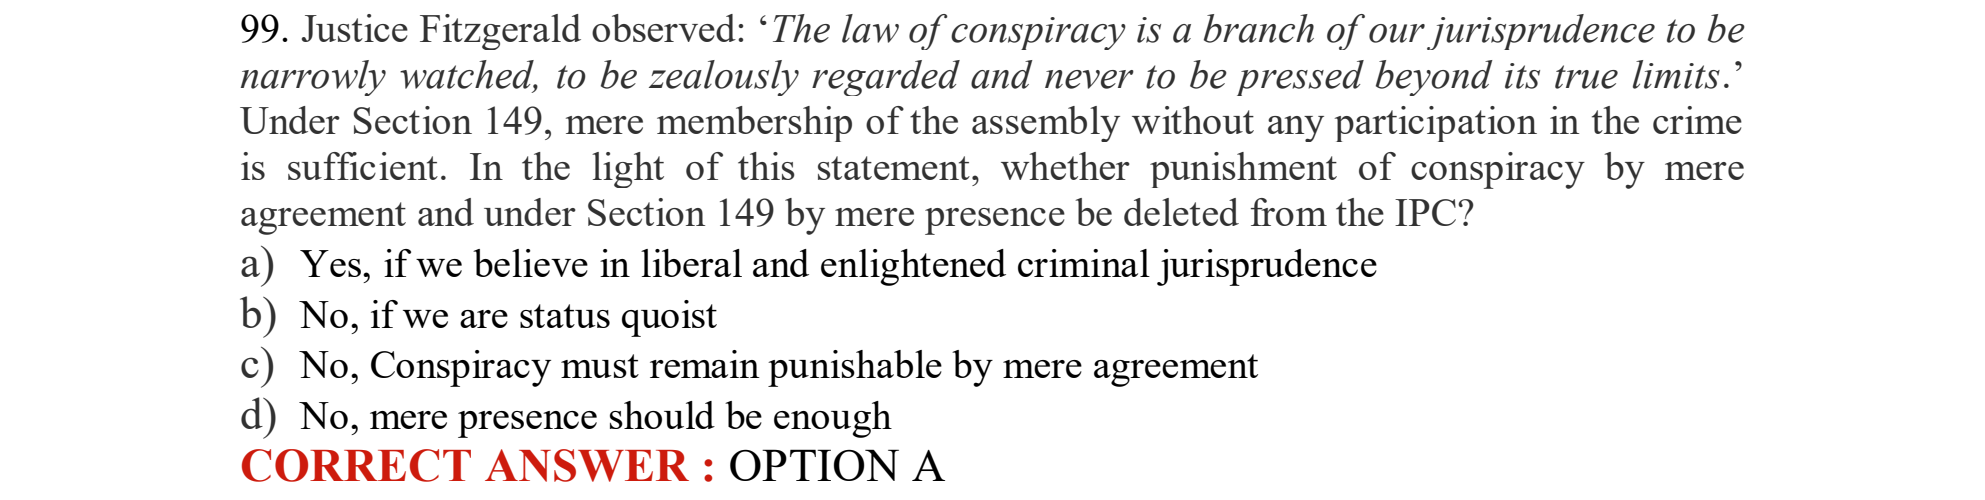 99. Justice Fitzgerald observed: ‘The law of conspiracy is a branch of our jurisprudence to be
narrowly watched, to be zealously regarded and never to be pressed beyond its true limits.’
Under Section 149, mere membership of the assembly without any participation in the crime
is sufficient. In the light of this statement, whether punishment of conspiracy by mere
agreement and under Section 149 by mere presence be deleted from the IPC?
a) Yes, if we believe in liberal and enlightened criminal jurisprudence
b) No, if we are status quoist
c) No, Conspiracy must remain punishable by mere agreement
d) No, mere presence should be enough
CORRECT ANSWER : OPTION A